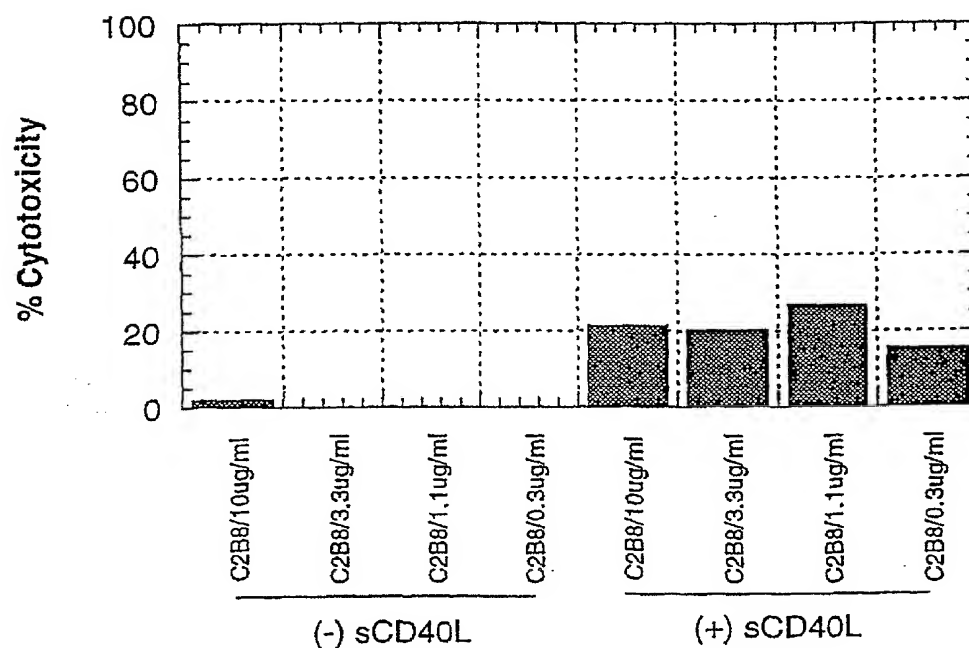 100
80
60
40
20
0
% Cytotoxicity
C2B8/10ug/ml
C2B8/3.3ug/ml
C2B8/1.1ug/ml
C2B8/0.3ug/ml
C2B8/10ug/ml
C2B8/3.3ug/ml
C2B8/1.1ug/ml
C2B8/0.3ug/ml
(-) sCD40L
(+) sCD40L